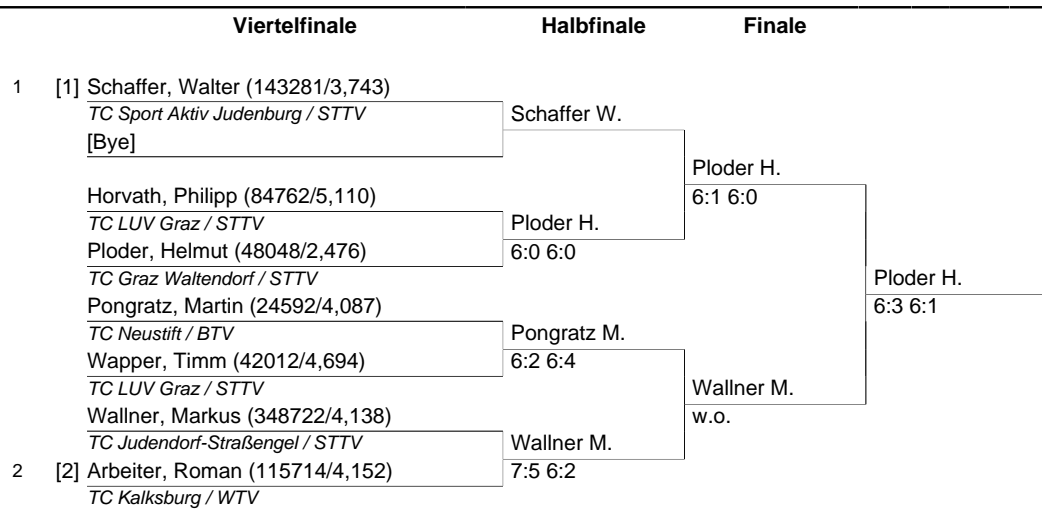 Viertelfinale Halbfinale Finale
1 [1] Schaffer, Walter (143281/3,743)
TC Sport Aktiv Judenburg / STTV Schaffer W.
[Bye]
Ploder H.
Horvath, Philipp (84762/5,110) 6:1 6:0
TC LUV Graz / STTV Ploder H.
Ploder, Helmut (48048/2,476) 6:0 6:0
TC Graz Waltendorf / STTV Ploder H.
Pongratz, Martin (24592/4,087) 6:3 6:1
TC Neustift / BTV Pongratz M.
Wapper, Timm (42012/4,694) 6:2 6:4
TC LUV Graz / STTV Wallner M.
Wallner, Markus (348722/4,138) w.o.
TC Judendorf-Straßengel / STTV Wallner M.
2 [2] Arbeiter, Roman (115714/4,152) 7:5 6:2
TC Kalksburg / WTV